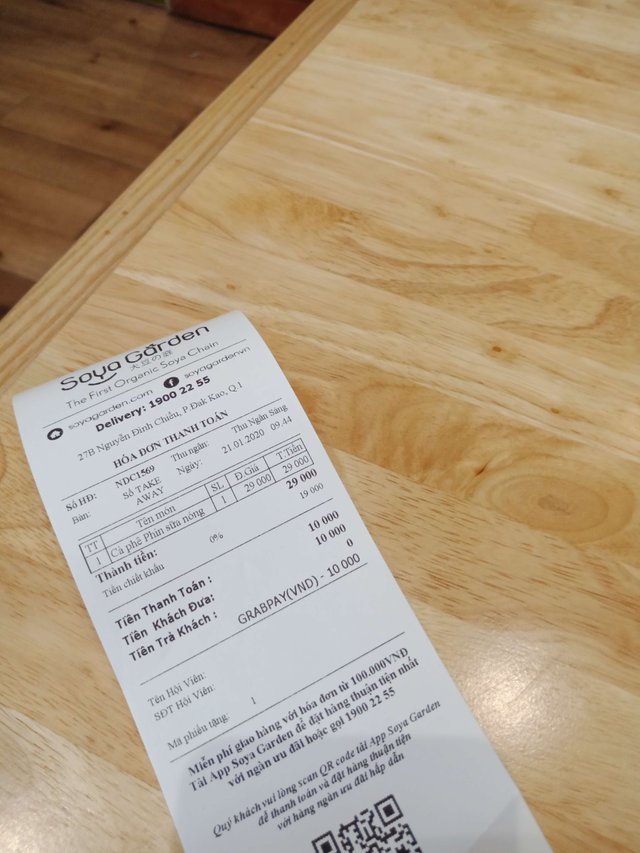 Soya Garden
大豆の郷
The First Organic Soya Chain
soyagarden.com soyagardenvn
Delivery: 1900 22 55
27B Nguyễn Đình Chiểu, P.Đak Kao, Q.1
HÓA ĐƠN THANH TOÁN
Số HĐ: NDC1569 Thu ngân: Thu Ngân Sáng
Bàn: Số TAKE AWAY Ngày: 21.01.2020 09:44
TT Tên món SL Đ.Giá T.Tiền
1 Cà phê Phin sữa nóng 1 29 000 29 000
Thành tiền: 29 000
Tiền chiết khấu 0% 19 000
Tiền Thanh Toán : 10 000
Tiền Khách Đưa: 10 000
Tiền Trả Khách : 0
GRABPAY(VND) - 10 000
Tên Hội Viên:
SĐT Hội Viên:
Mã phiếu tặng: 1
Miễn phí giao hàng với hóa đơn từ 100.000VNĐ
Tải App Soya Garden để đặt hàng thuận tiện nhất
với ngàn ưu đãi hoặc gọi 1900 22 55
Quý khách vui lòng scan QR code tải App Soya Garden
để thanh toán và đặt hàng thuận tiện
với hàng ngàn ưu đãi hấp dẫn